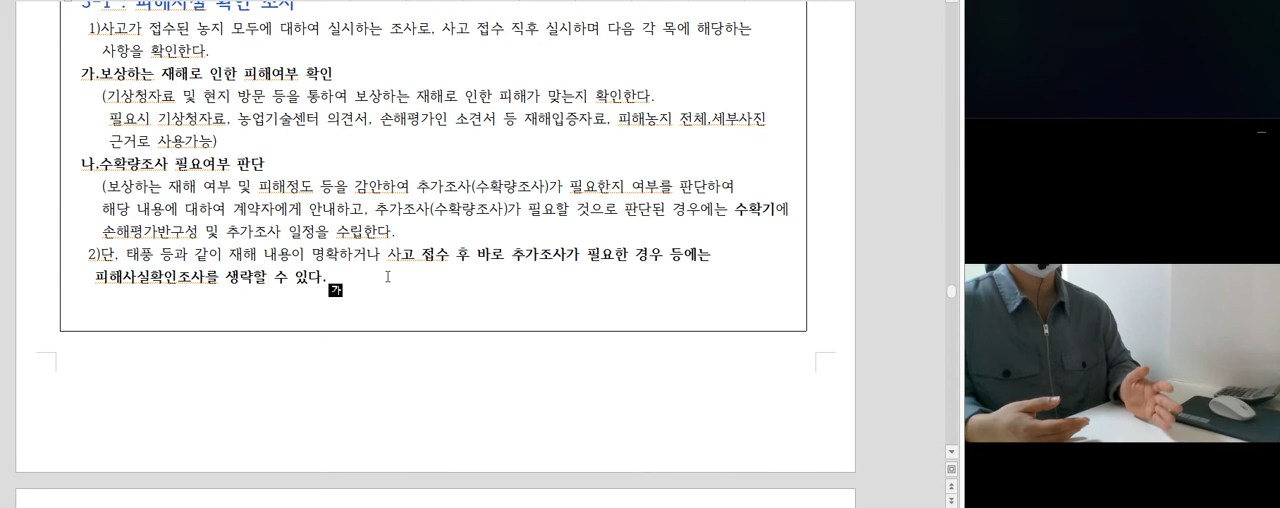 3-1 : 피해사실 확인 조사
1)사고가 접수된 농지 모두에 대하여 실시하는 조사로, 사고 접수 직후 실시하며 다음 각 목에 해당하는
사항을 확인한다.
가.보상하는 재해로 인한 피해여부 확인
(기상청자료 및 현지 방문 등을 통하여 보상하는 재해로 인한 피해가 맞는지 확인한다.
필요시 기상청자료, 농업기술센터 의견서, 손해평가인 소견서 등 재해입증자료, 피해농지 전체,세부사진
근거로 사용가능)
나.수확량조사 필요여부 판단
(보상하는 재해 여부 및 피해정도 등을 감안하여 추가조사(수확량조사)가 필요한지 여부를 판단하여
해당 내용에 대하여 계약자에게 안내하고, 추가조사(수확량조사)가 필요할 것으로 판단된 경우에는 수확기에
손해평가반구성 및 추가조사 일정을 수립한다.
2)단, 태풍 등과 같이 재해 내용이 명확하거나 사고 접수 후 바로 추가조사가 필요한 경우 등에는
피해사실확인조사를 생략할 수 있다.
가